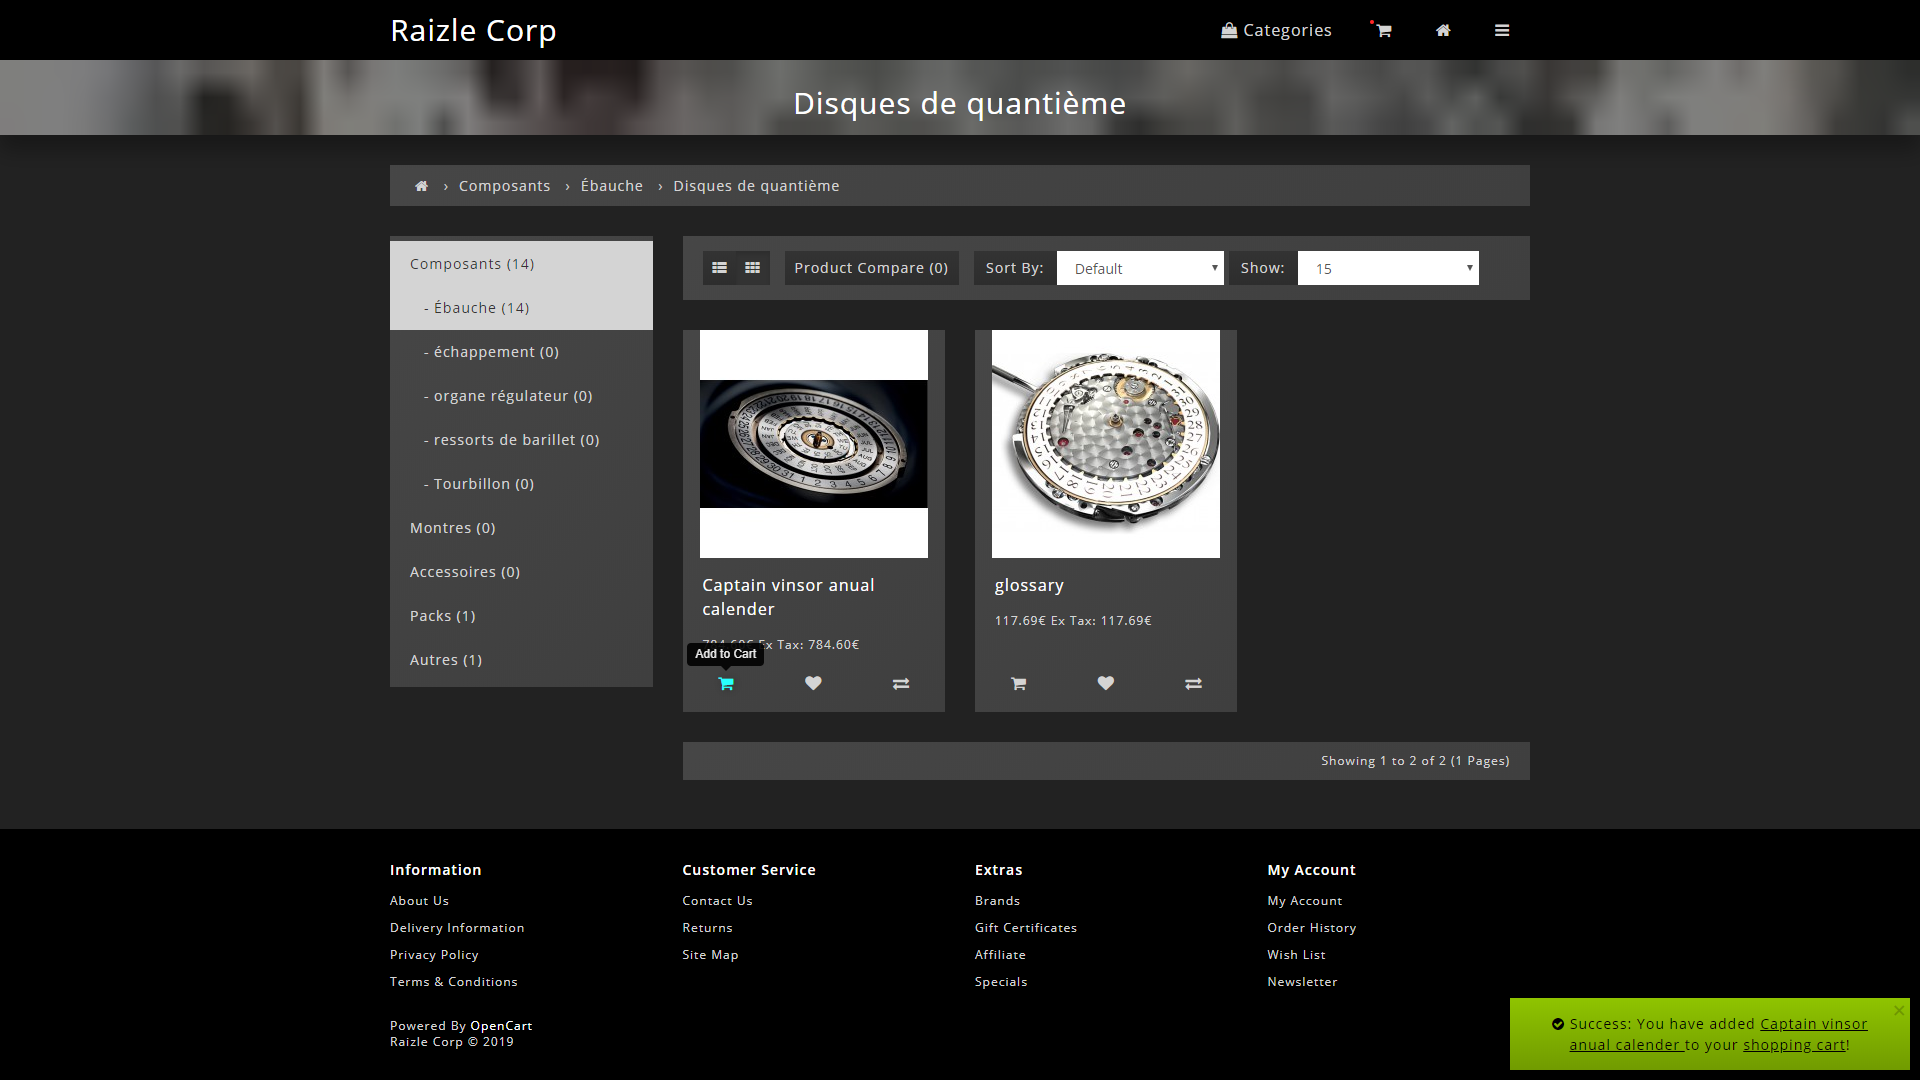 Raizle Corp
Categories
Disques de quantième
› Composants › Ébauche › Disques de quantième
Composants (14)
- Ébauche (14)
- échappement (0)
- organe régulateur (0)
- ressorts de barillet (0)
- Tourbillon (0)
Montres (0)
Accessoires (0)
Packs (1)
Autres (1)
Product Compare (0)
Sort By: Default
Show: 15
Captain vinsor anual
calender
784.60€ Ex Tax: 784.60€
Add to Cart
glossary
117.69€ Ex Tax: 117.69€
Showing 1 to 2 of 2 (1 Pages)
Information
About Us
Delivery Information
Privacy Policy
Terms & Conditions
Customer Service
Contact Us
Returns
Site Map
Extras
Brands
Gift Certificates
Affiliate
Specials
My Account
My Account
Order History
Wish List
Newsletter
Powered By OpenCart
Raizle Corp © 2019
Success: You have added Captain vinsor
anual calender to your shopping cart!
×